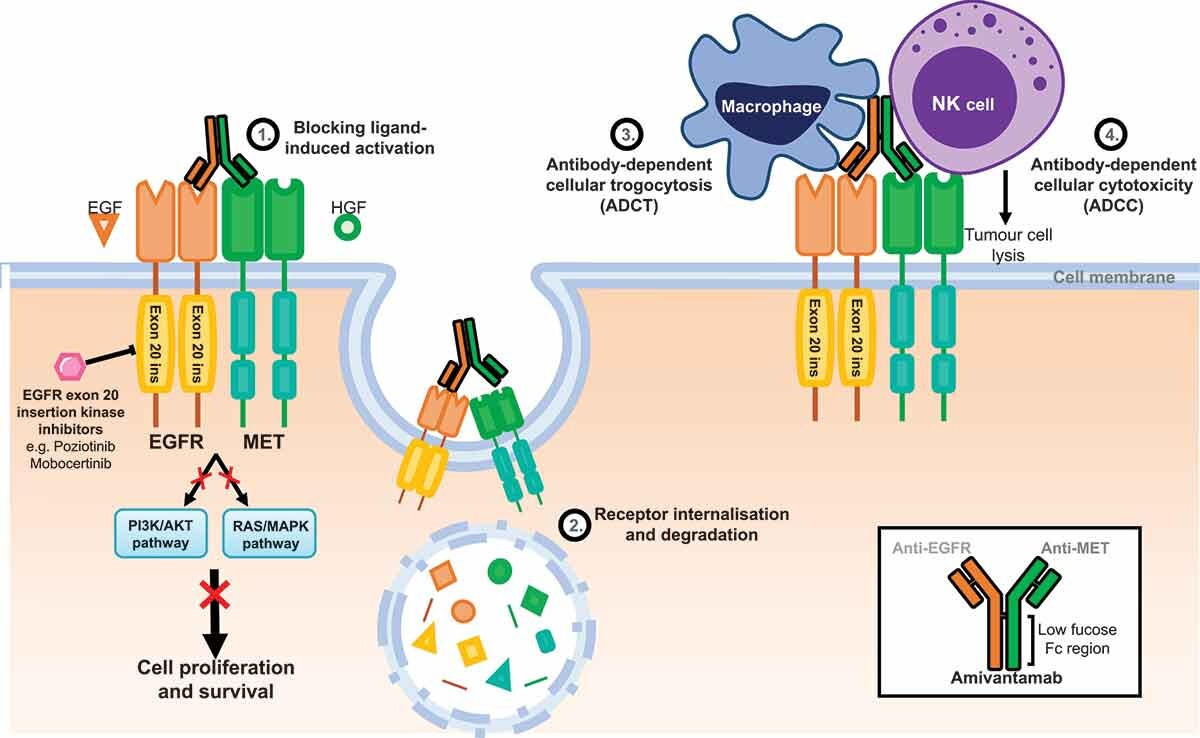 1.
Blocking ligand-
induced activation
EGF
HGF
Exon 20 ins
Exon 20 ins
EGFR exon 20
insertion kinase
inhibitors
e.g. Poziotinib
Mobocertinib
EGFR
MET
PI3K/AKT
pathway
RAS/MAPK
pathway
Cell proliferation
and survival
2.
Receptor internalisation
and degradation
Macrophage
NK cell
3.
Antibody-dependent
cellular trogocytosis
(ADCT)
4.
Antibody-dependent
cellular cytotoxicity
(ADCC)
Tumour cell
lysis
Cell membrane
Exon 20 ins
Exon 20 ins
Anti-EGFR
Anti-MET
Low fucose
Fc region
Amivantamab